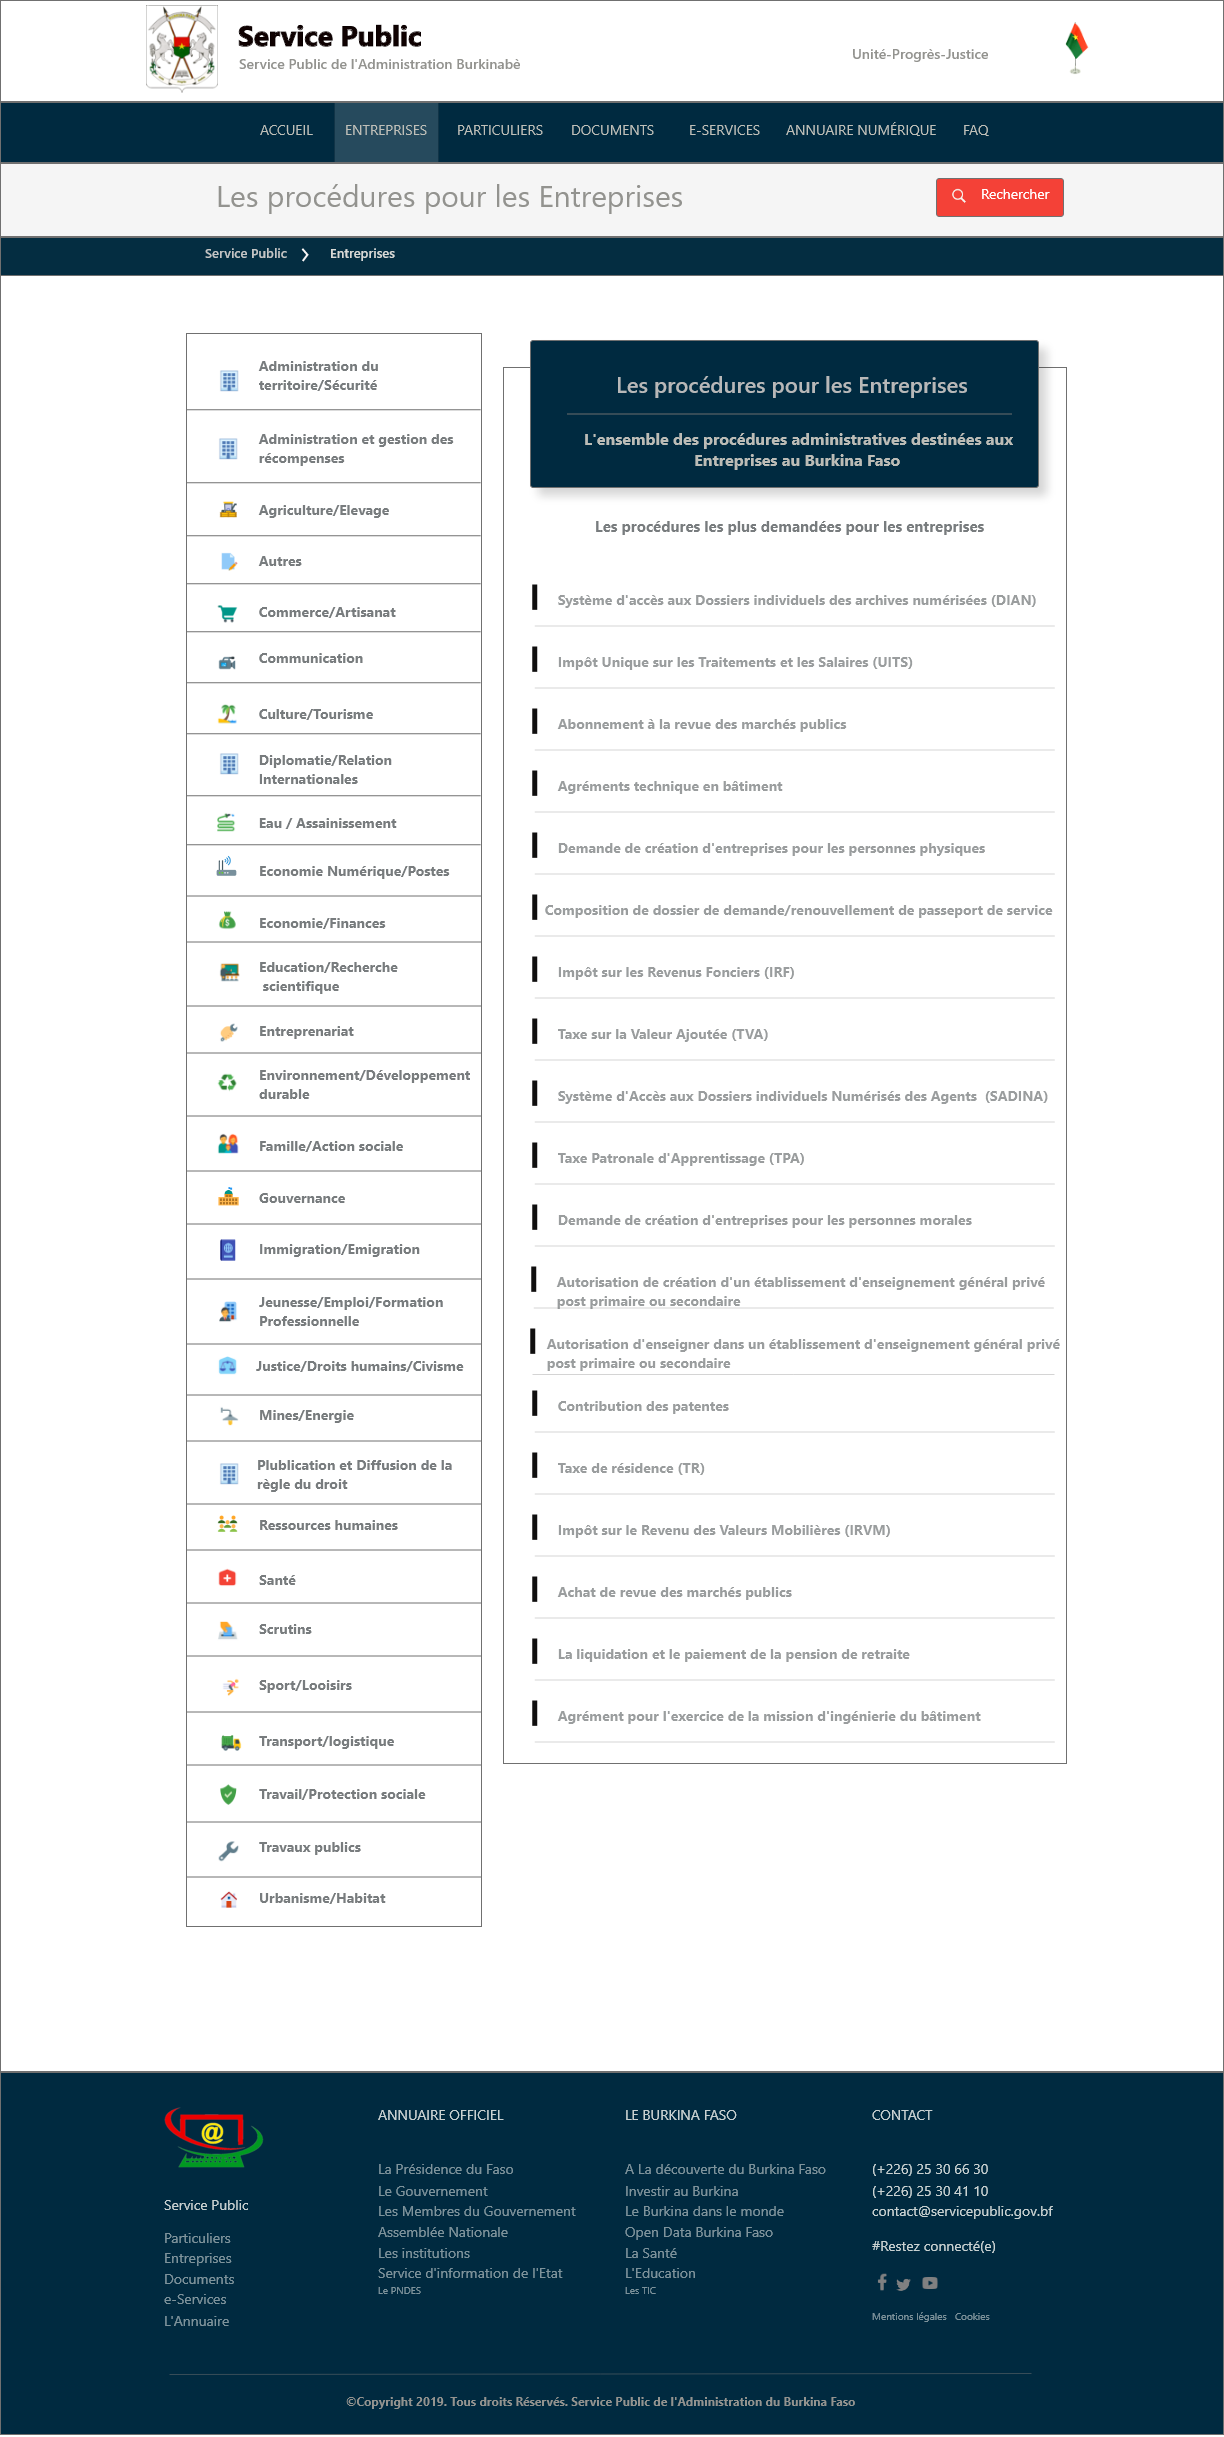 Service Public
Service Public de l'Administration Burkinabè
Unité-Progrès-Justice
ACCUEIL
ENTREPRISES
PARTICULIERS
DOCUMENTS
E-SERVICES
ANNUAIRE NUMÉRIQUE
FAQ
Les procédures pour les Entreprises
Rechercher
Service Public
Entreprises
Administration du
territoire/Sécurité
Administration et gestion des
récompenses
Agriculture/Elevage
Autres
Commerce/Artisanat
Communication
Culture/Tourisme
Diplomatie/Relation
Internationales
Eau / Assainissement
Economie Numérique/Postes
Economie/Finances
Education/Recherche
scientifique
Entreprenariat
Environnement/Développement
durable
Famille/Action sociale
Gouvernance
Immigration/Emigration
Jeunesse/Emploi/Formation
Professionnelle
Justice/Droits humains/Civisme
Mines/Energie
Plublication et Diffusion de la
règle du droit
Ressources humaines
Santé
Scrutins
Sport/Looisirs
Transport/logistique
Travail/Protection sociale
Travaux publics
Urbanisme/Habitat
Les procédures pour les Entreprises
L'ensemble des procédures administratives destinées aux
Entreprises au Burkina Faso
Les procédures les plus demandées pour les entreprises
Système d'accès aux Dossiers individuels des archives numérisées (DIAN)
Impôt Unique sur les Traitements et les Salaires (UITS)
Abonnement à la revue des marchés publics
Agréments technique en bâtiment
Demande de création d'entreprises pour les personnes physiques
Composition de dossier de demande/renouvellement de passeport de service
Impôt sur les Revenus Fonciers (IRF)
Taxe sur la Valeur Ajoutée (TVA)
Système d'Accès aux Dossiers individuels Numérisés des Agents (SADINA)
Taxe Patronale d'Apprentissage (TPA)
Demande de création d'entreprises pour les personnes morales
Autorisation de création d'un établissement d'enseignement général privé
post primaire ou secondaire
Autorisation d'enseigner dans un établissement d'enseignement général privé
post primaire ou secondaire
Contribution des patentes
Taxe de résidence (TR)
Impôt sur le Revenu des Valeurs Mobilières (IRVM)
Achat de revue des marchés publics
La liquidation et le paiement de la pension de retraite
Agrément pour l'exercice de la mission d'ingénierie du bâtiment
@
Service Public
Particuliers
Entreprises
Documents
e-Services
L'Annuaire
ANNUAIRE OFFICIEL
La Présidence du Faso
Le Gouvernement
Les Membres du Gouvernement
Assemblée Nationale
Les institutions
Service d'information de l'Etat
Le PNDES
LE BURKINA FASO
A La découverte du Burkina Faso
Investir au Burkina
Le Burkina dans le monde
Open Data Burkina Faso
La Santé
L'Education
Les TIC
CONTACT
(+226) 25 30 66 30
(+226) 25 30 41 10
contact@servicepublic.gov.bf
#Restez connecté(e)
Mentions légales Cookies
©Copyright 2019. Tous droits Réservés. Service Public de l'Administration du Burkina Faso